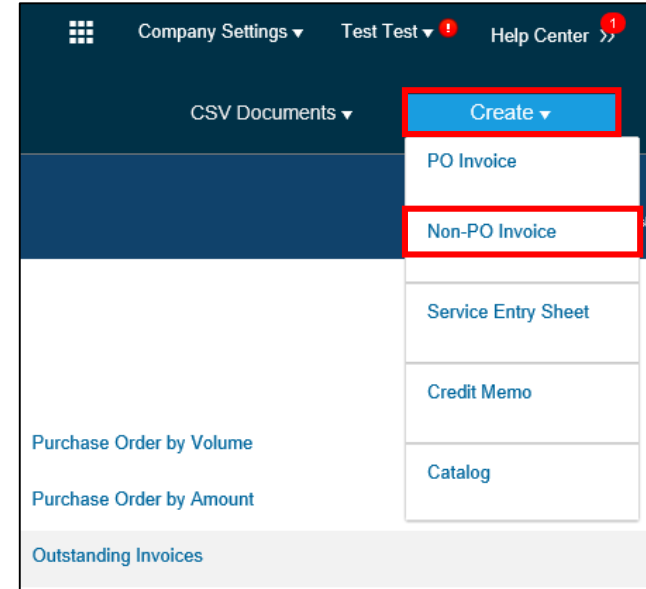 Company Settings ▾ Test Test ▾ ! Help Center 1 >>
CSV Documents ▾ Create ▾
PO Invoice
Non-PO Invoice
Service Entry Sheet
Credit Memo
Purchase Order by Volume
Catalog
Purchase Order by Amount
Outstanding Invoices